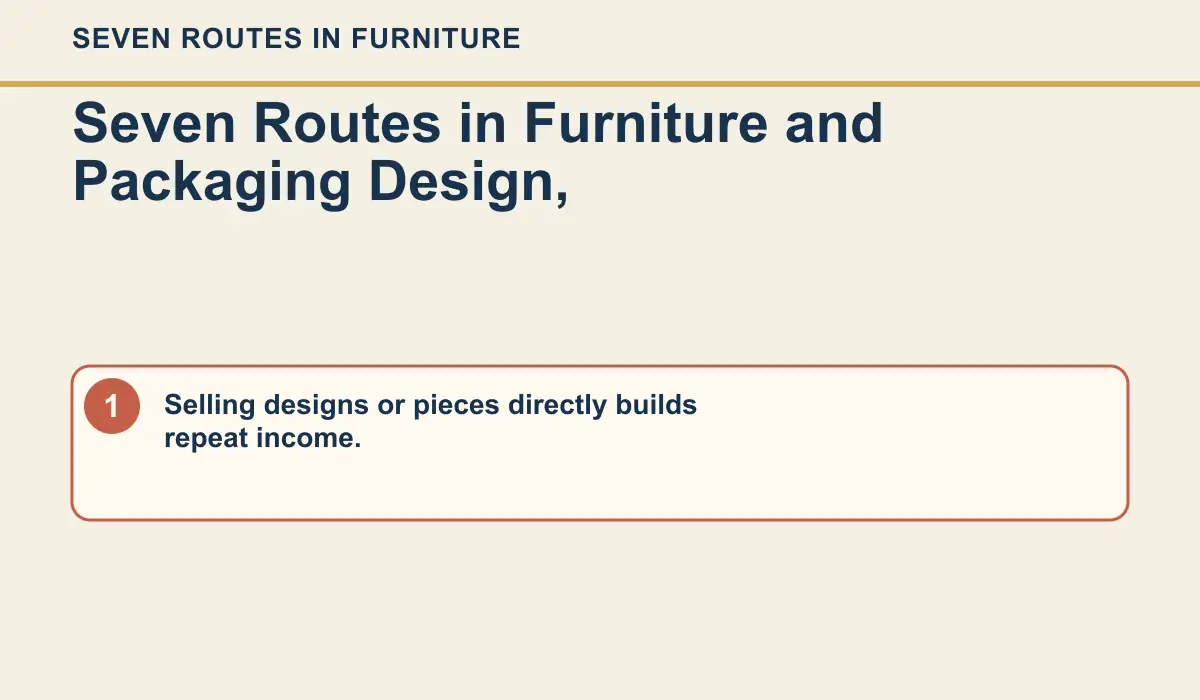 SEVEN ROUTES IN FURNITURE
Seven Routes in Furniture and
Packaging Design,
1
Selling designs or pieces directly builds
repeat income.